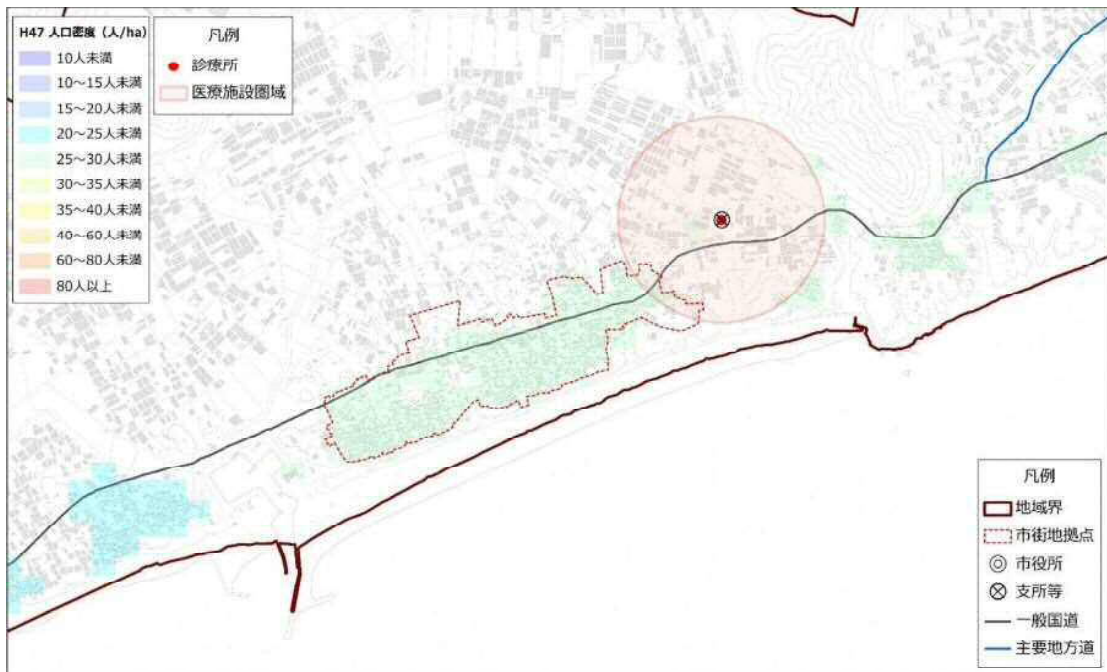 H47 人口密度（人/ha）
10人未満
10～15人未満
15～20人未満
20～25人未満
25～30人未満
30～35人未満
35～40人未満
40～60人未満
60～80人未満
80人以上
凡例
診療所
医療施設圏域
凡例
地域界
市街地拠点
市役所
支所等
一般国道
主要地方道